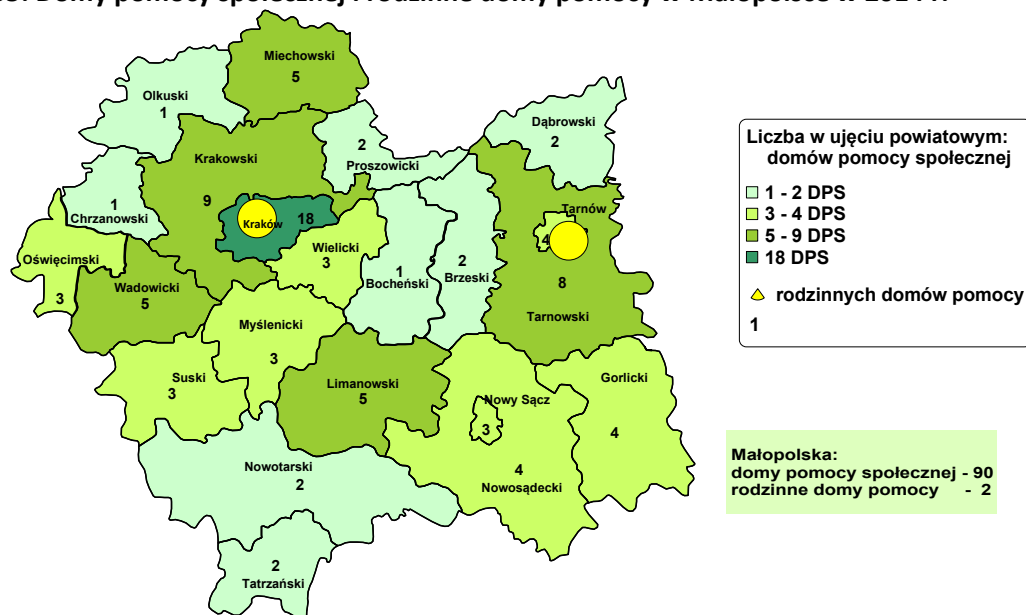 Miechowski
5
Olkuski
1
Dąbrowski
2
2
Proszowicki
Krakowski
9
1
Chrzanowski
Kraków
18
Tarnów
4
Oświęcimski
3
Wielicki
3
1
Bocheński
2
Brzeski
Wadowicki
5
8
Tarnowski
Myślenicki
3
Suski
3
Limanowski
5
Nowy Sącz
3
Gorlicki
4
Nowotarski
2
4
Nowosądecki
2
Tatrzański
Liczba w ujęciu powiatowym:
domów pomocy społecznej
1 - 2 DPS
3 - 4 DPS
5 - 9 DPS
18 DPS
rodzinnych domów pomocy
1
Małopolska:
domy pomocy społecznej - 90
rodzinne domy pomocy - 2